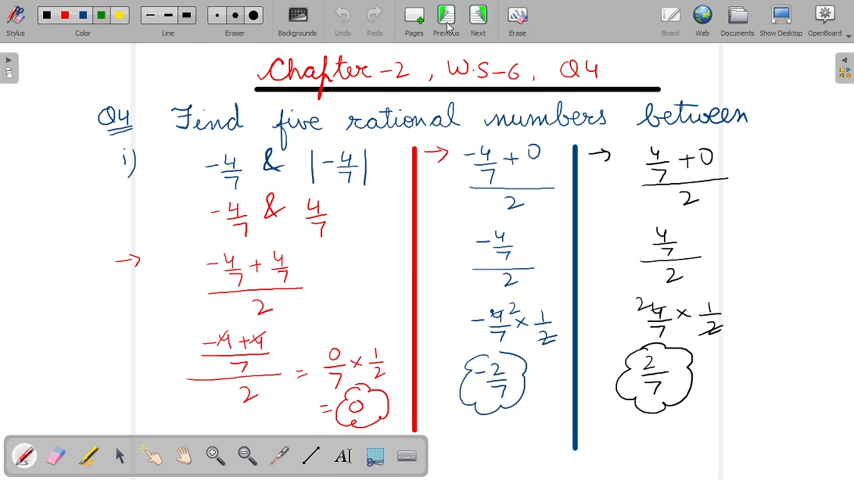 Stylus Color Line Eraser Backgrounds Undo Redo Pages Previous Next Erase Board Web Documents Show Desktop OpenBoard
Chapter-2 , W.S-6 , Q4
Q4 Find five rational numbers between
i) -4/7 & |-4/7|
-4/7 & 4/7
→ (-4/7 + 4/7)/2
((-4+4)/7)/2 = 0/7 × 1/2
= 0
→ (-4/7 + 0)/2
(-4/7)/2
-4/7 2 × 1/2
-2/7
→ (4/7 + 0)/2
(4/7)/2
2 4/7 × 1/2
2/7
AI